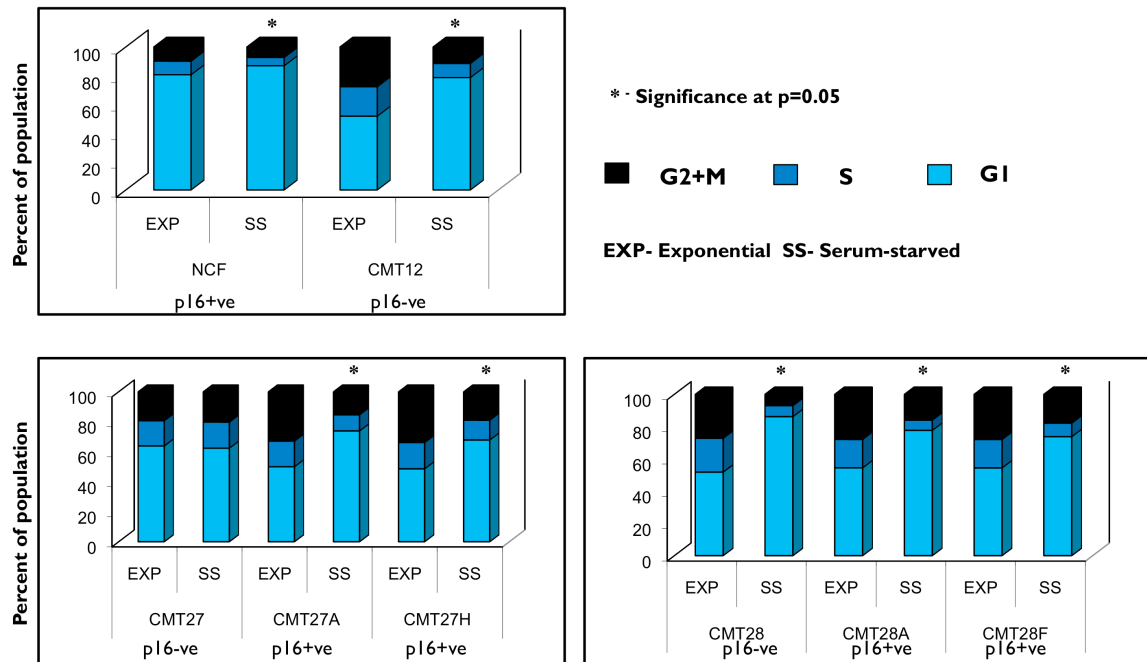 * *
100
80
60
40
20
0
Percent of population
EXP SS EXP SS
NCF CMT12
p16+ve p16-ve
* - Significance at p=0.05
G2+M S G1
EXP- Exponential SS- Serum-starved
* *
100
80
60
40
20
0
Percent of population
EXP SS EXP SS EXP SS
CMT27 CMT27A CMT27H
p16-ve p16+ve p16+ve
* * *
100
80
60
40
20
0
EXP SS EXP SS EXP SS
CMT28 CMT28A CMT28F
p16-ve p16+ve p16+ve